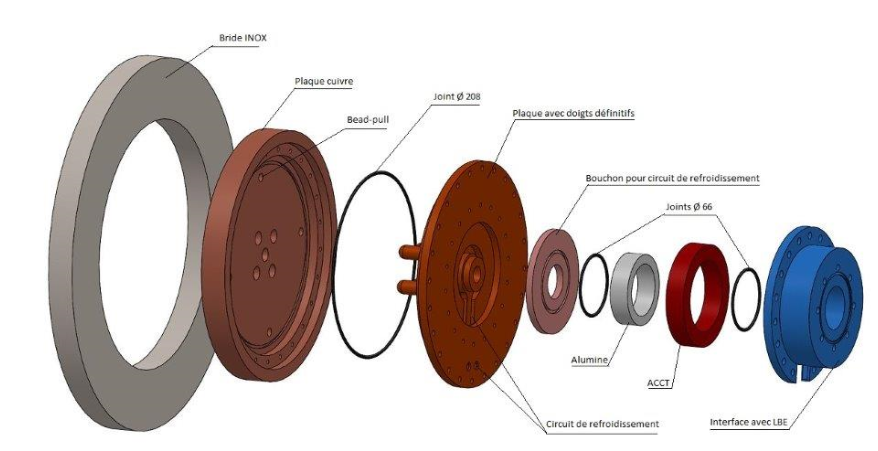 Bride INOX
Plaque cuivre
Bead-pull
Joint Ø 208
Plaque avec doigts définitifs
Bouchon pour circuit de refroidissement
Joints Ø 66
Alumine
ACCT
Circuit de refroidissement
Interface avec LBE